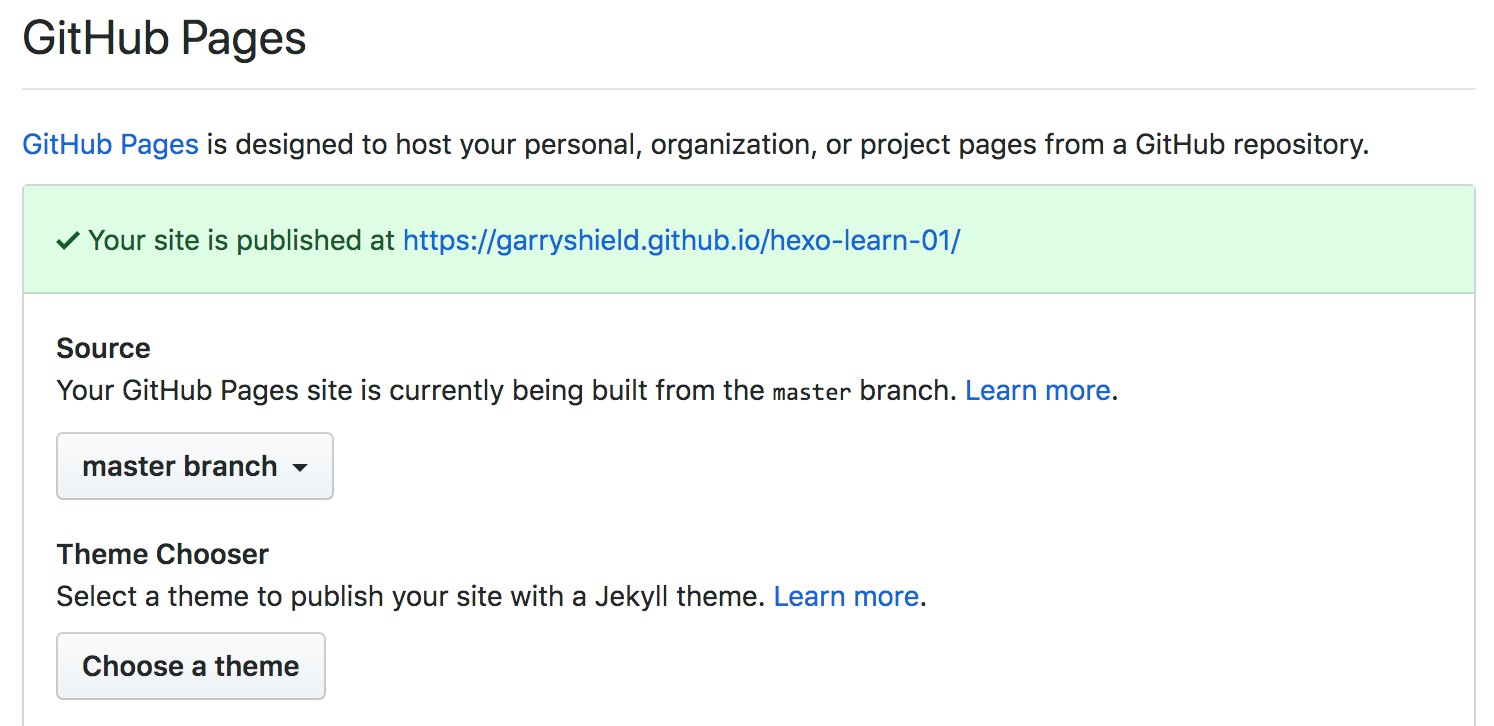 GitHub Pages
GitHub Pages is designed to host your personal, organization, or project pages from a GitHub repository.
Your site is published at https://garryshield.github.io/hexo-learn-01/
Source
Your GitHub Pages site is currently being built from the master branch. Learn more.
master branch
Theme Chooser
Select a theme to publish your site with a Jekyll theme. Learn more.
Choose a theme